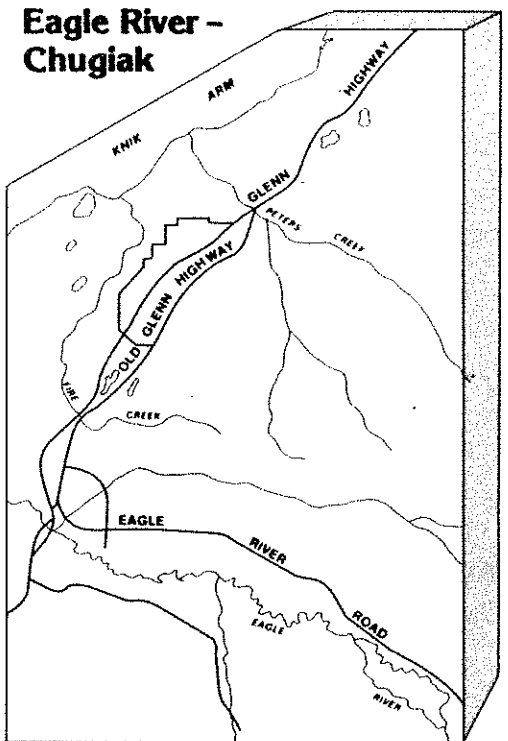 Eagle River –
Chugiak
KNIK ARM
GLENN HIGHWAY
PETERS CREEK
OLD GLENN HIGHWAY
FIRE CREEK
EAGLE RIVER ROAD
EAGLE RIVER